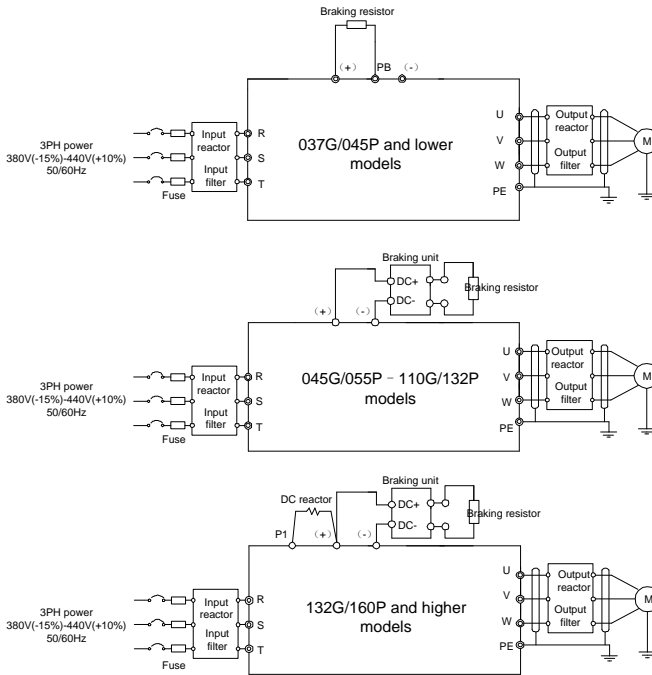 Braking resistor
(+)
PB
(-)
3PH power
380V(-15%)-440V(+10%)
50/60Hz
Fuse
Input
reactor
Input
filter
R
S
T
037G/045P and lower
models
U
V
W
PE
Output
reactor
Output
filter
M
Braking unit
DC+
DC-
Braking resistor
(+)
(-)
3PH power
380V(-15%)-440V(+10%)
50/60Hz
Fuse
Input
reactor
Input
filter
R
S
T
045G/055P – 110G/132P
models
U
V
W
PE
Output
reactor
Output
filter
M
DC reactor
Braking unit
DC+
DC-
Braking resistor
P1
(+)
(-)
3PH power
380V(-15%)-440V(+10%)
50/60Hz
Fuse
Input
reactor
Input
filter
R
S
T
132G/160P and higher
models
U
V
W
PE
Output
reactor
Output
filter
M